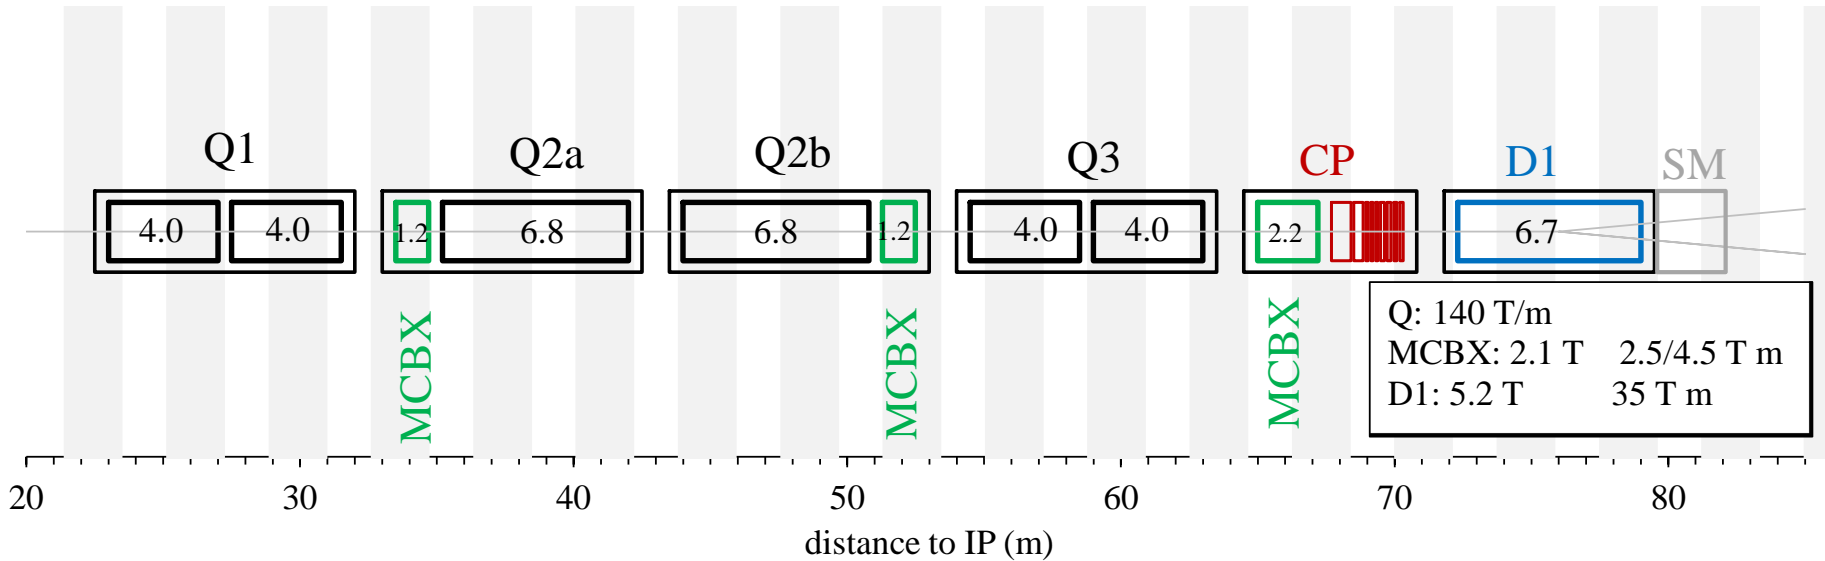 Q1 Q2a Q2b Q3 CP D1 SM
4.0 4.0 1.2 6.8 6.8 1.2 4.0 4.0 2.2 6.7
MCBX MCBX MCBX
Q: 140 T/m
MCBX: 2.1 T 2.5/4.5 T m
D1: 5.2 T 35 T m
20 30 40 50 60 70 80
distance to IP (m)